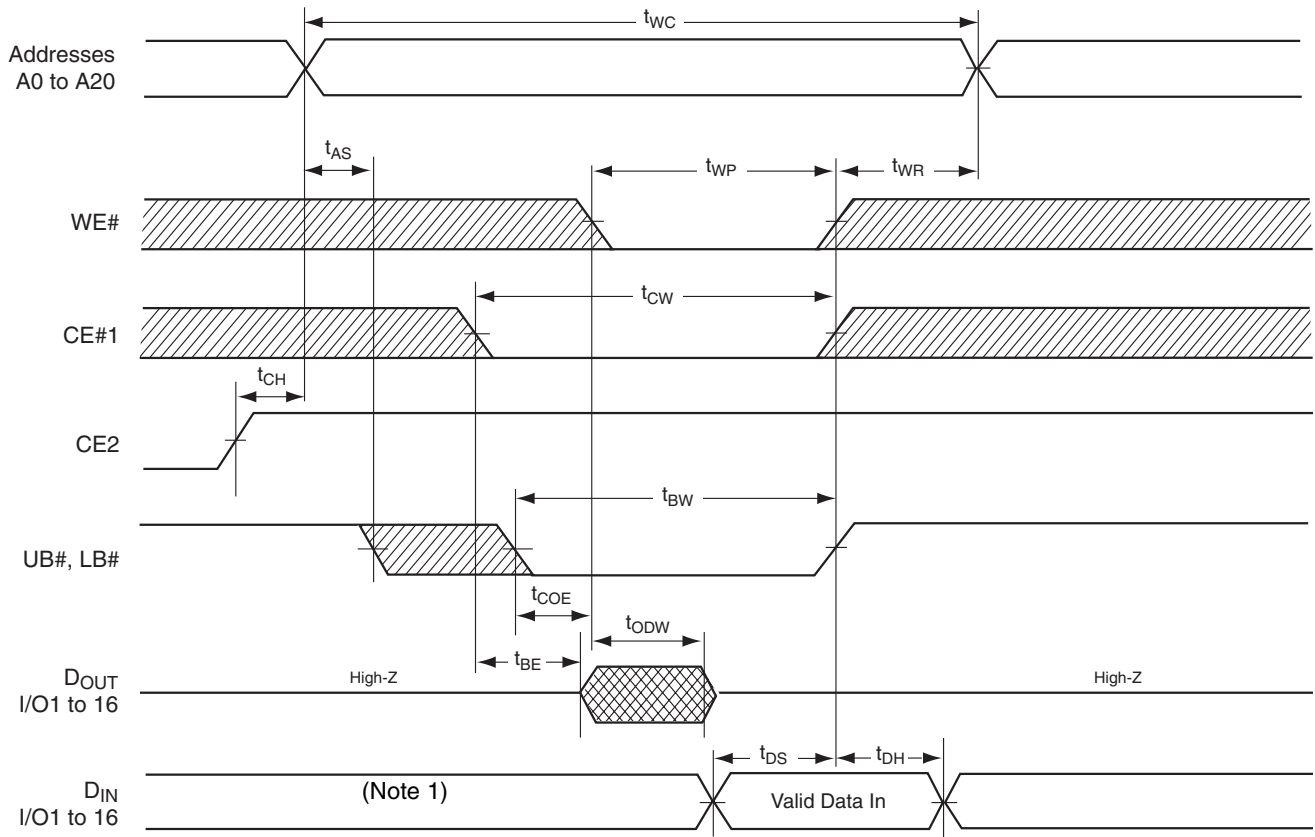 tWC
Addresses
A0 to A20
tAS
tWP
tWR
WE#
tCW
CE#1
tCH
CE2
tBW
UB#, LB#
tCOE
tODW
tBE
DOUT
I/O1 to 16
High-Z
High-Z
tDS
tDH
DIN
I/O1 to 16
(Note 1)
Valid Data In